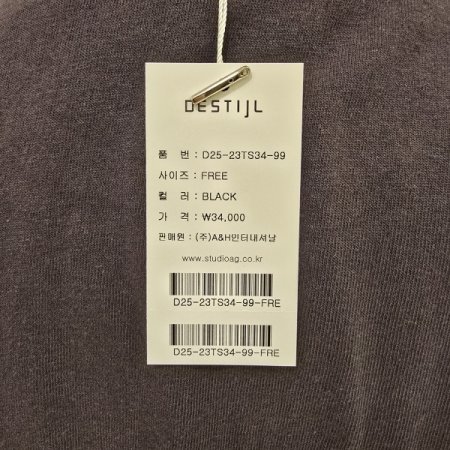 DESTIJL
품 번 : D25-23TS34-99
사이즈 : FREE
컬 러 : BLACK
가 격 : ₩34,000
판매원 : (주)A&H인터내셔날
www.studioag.co.kr
D25-23TS34-99-FRE
D25-23TS34-99-FRE